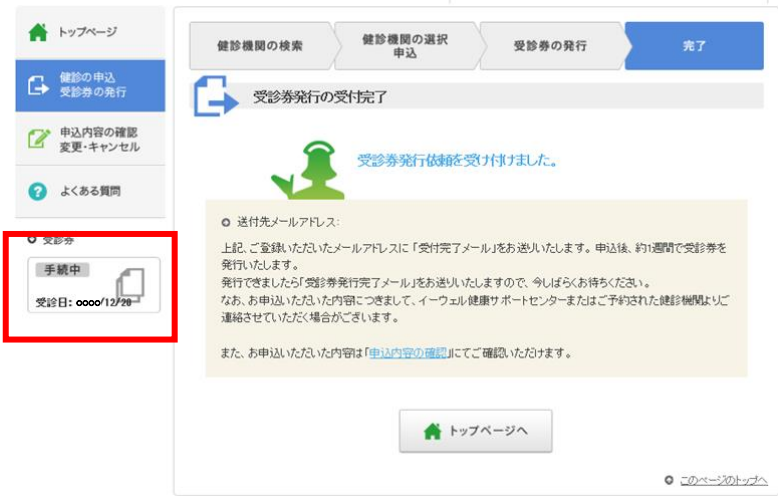 トップページ
健診の申込
受診券の発行
申込内容の確認
変更・キャンセル
よくある質問
受診券
手続中
受診日: oooo/12/20
健診機関の検索
健診機関の選択
申込
受診券の発行
完了
受診券発行の受付完了
受診券発行依頼を受け付けました。
送付先メールアドレス:
上記、ご登録いただいたメールアドレスに「受付完了メール」をお送りいたします。申込後、約1週間で受診券を
発行いたします。
発行できましたら「受診券発行完了メール」をお送りいたしますので、今しばらくお待ちください。
なお、お申込いただいた内容につきまして、イーウェル健康サポートセンターまたはご予約された健診機関よりご
連絡させていただく場合がございます。
また、お申込いただいた内容は「申込内容の確認」にてご確認いただけます。
トップページへ
このページのトップへ